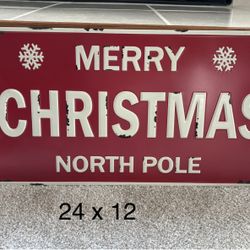 MERRY
CHRISTMAS
NORTH POLE
24 x 12